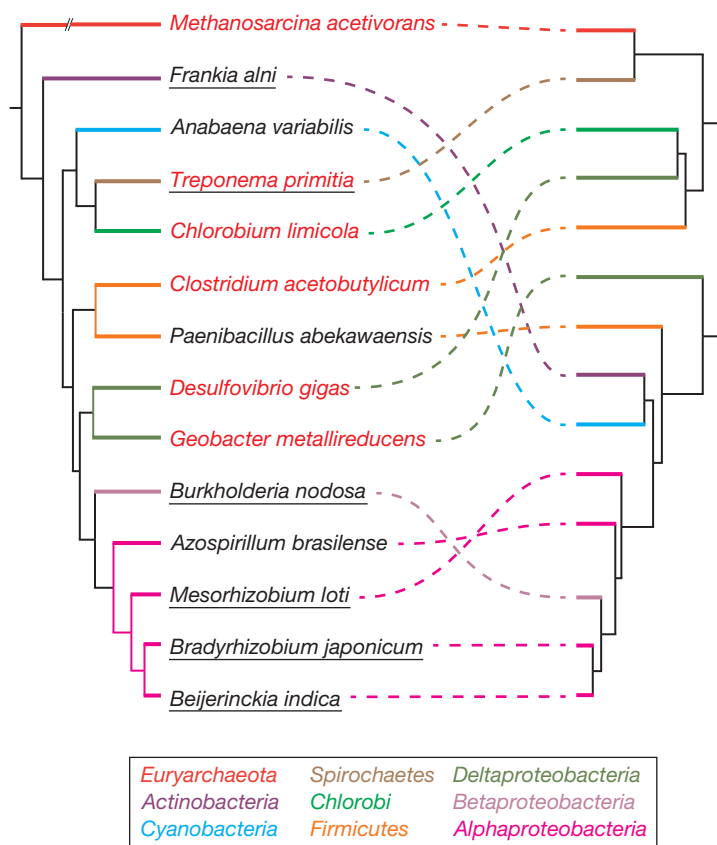 Methanosarcina acetivorans
Frankia alni
Anabaena variabilis
Treponema primitia
Chlorobium limicola
Clostridium acetobutylicum
Paenibacillus abekawaensis
Desulfovibrio gigas
Geobacter metallireducens
Burkholderia nodosa
Azospirillum brasilense
Mesorhizobium loti
Bradyrhizobium japonicum
Beijerinckia indica
Euryarchaeota Spirochaetes Deltaproteobacteria
Actinobacteria Chlorobi Betaproteobacteria
Cyanobacteria Firmicutes Alphaproteobacteria